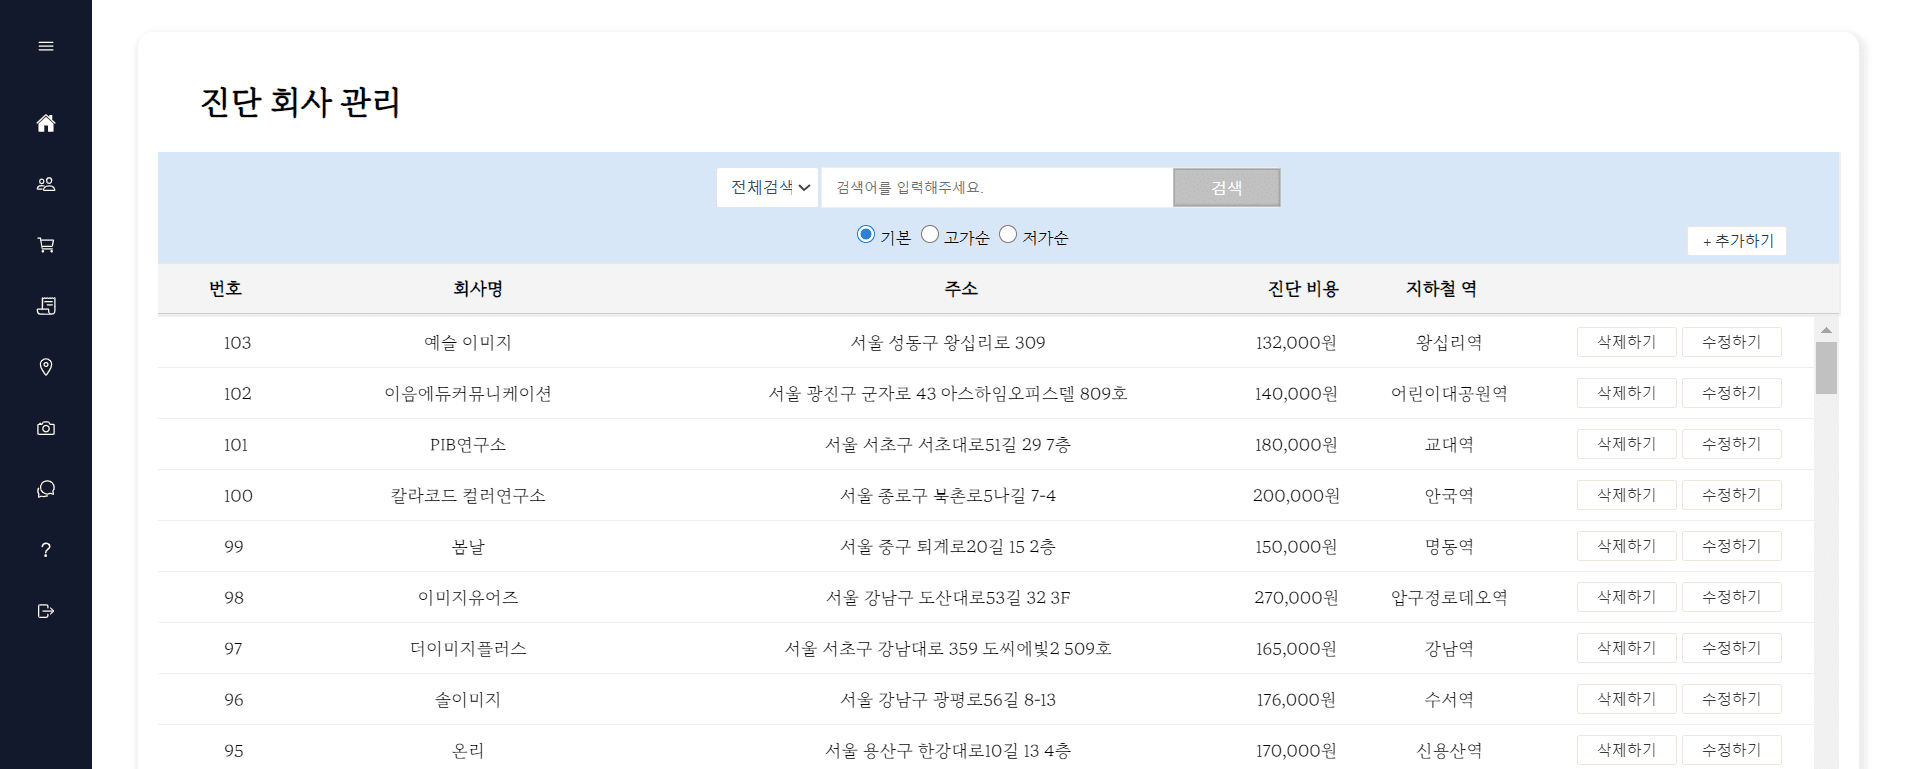 진단 회사 관리
전체검색 검색어를 입력해주세요. 검색
기본 고가순 저가순
+ 추가하기
번호 회사명 주소 진단 비용 지하철 역
103 예슬 이미지 서울 성동구 왕십리로 309 132,000원 왕십리역 삭제하기 수정하기
102 이음에듀커뮤니케이션 서울 광진구 군자로 43 아스하임오피스텔 809호 140,000원 어린이대공원역 삭제하기 수정하기
101 PIB연구소 서울 서초구 서초대로51길 29 7층 180,000원 교대역 삭제하기 수정하기
100 칼라코드 컬러연구소 서울 종로구 북촌로5나길 7-4 200,000원 안국역 삭제하기 수정하기
99 봄날 서울 중구 퇴계로20길 15 2층 150,000원 명동역 삭제하기 수정하기
98 이미지유어즈 서울 강남구 도산대로53길 32 3F 270,000원 압구정로데오역 삭제하기 수정하기
97 더이미지플러스 서울 서초구 강남대로 359 도씨에빛2 509호 165,000원 강남역 삭제하기 수정하기
96 솔이미지 서울 강남구 광평로56길 8-13 176,000원 수서역 삭제하기 수정하기
95 온리 서울 용산구 한강대로10길 13 4층 170,000원 신용산역 삭제하기 수정하기